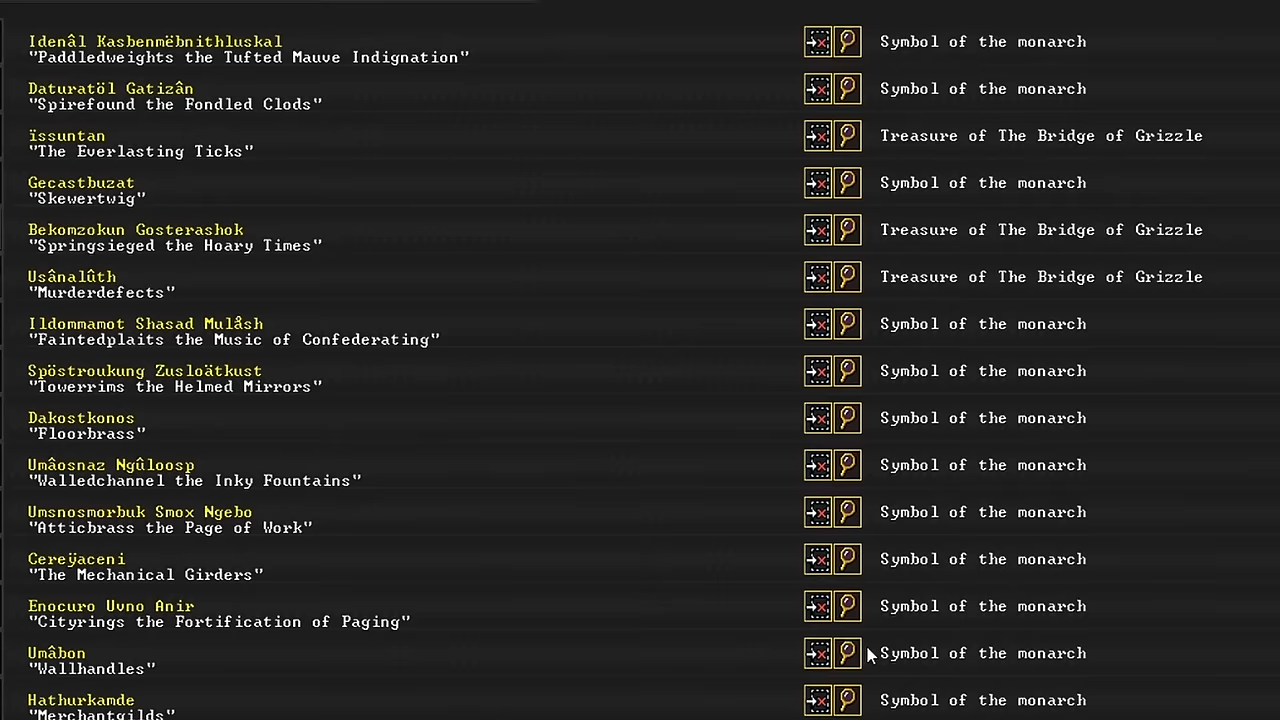 Idenâl Kashenmëbnithluskal
"Paddledweights the Tufted Mauve Indignation"
Symbol of the monarch
Daturatöl Gatizân
"Spirefound the Fondled Clods"
Symbol of the monarch
ïssuntan
"The Everlasting Ticks"
Treasure of The Bridge of Grizzle
Gecastbuzat
"Skewertwig"
Symbol of the monarch
Bekomzokun Gosterashok
"Springsieged the Hoary Times"
Treasure of The Bridge of Grizzle
Usânalûth
"Murderdefects"
Treasure of The Bridge of Grizzle
Ildommamot Shasad Mulåsh
"Faintedplaits the Music of Confederating"
Symbol of the monarch
Spöstroukung Zusloätkust
"Towerrims the Helmed Mirrors"
Symbol of the monarch
Dakostkonos
"Floorbrass"
Symbol of the monarch
Umâosnaz Ngûloosp
"Walledchannel the Inky Fountains"
Symbol of the monarch
Umsnosmorbuk Smox Ngebo
"Atticbrass the Page of Work"
Symbol of the monarch
Cereÿaceni
"The Mechanical Girders"
Symbol of the monarch
Enocuro Uvno Anir
"Cityrings the Fortification of Paging"
Symbol of the monarch
Umâbon
"Wallhandles"
Symbol of the monarch
Hathurkamde
"Merchantgilds"
Symbol of the monarch